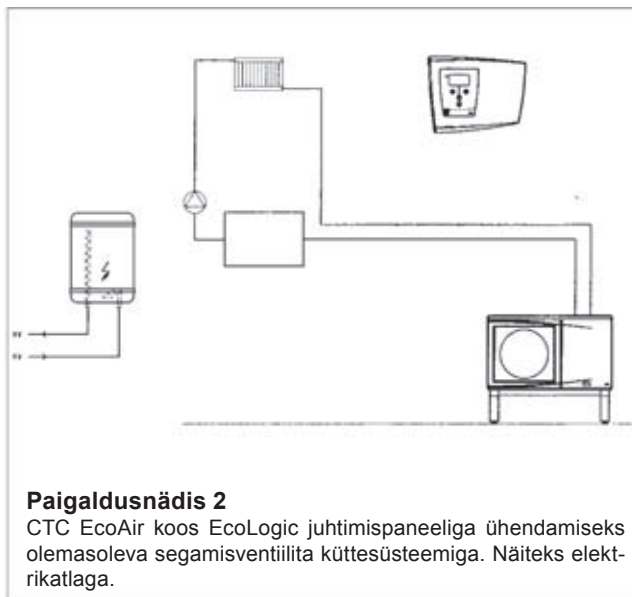 Paigaldusnädis 2
CTC EcoAir koos EcoLogic juhtimispaneeliga ühendamiseks
olemasoleva segamisventiilita küttesüsteemiga. Näiteks elekt-
rikatlaga.